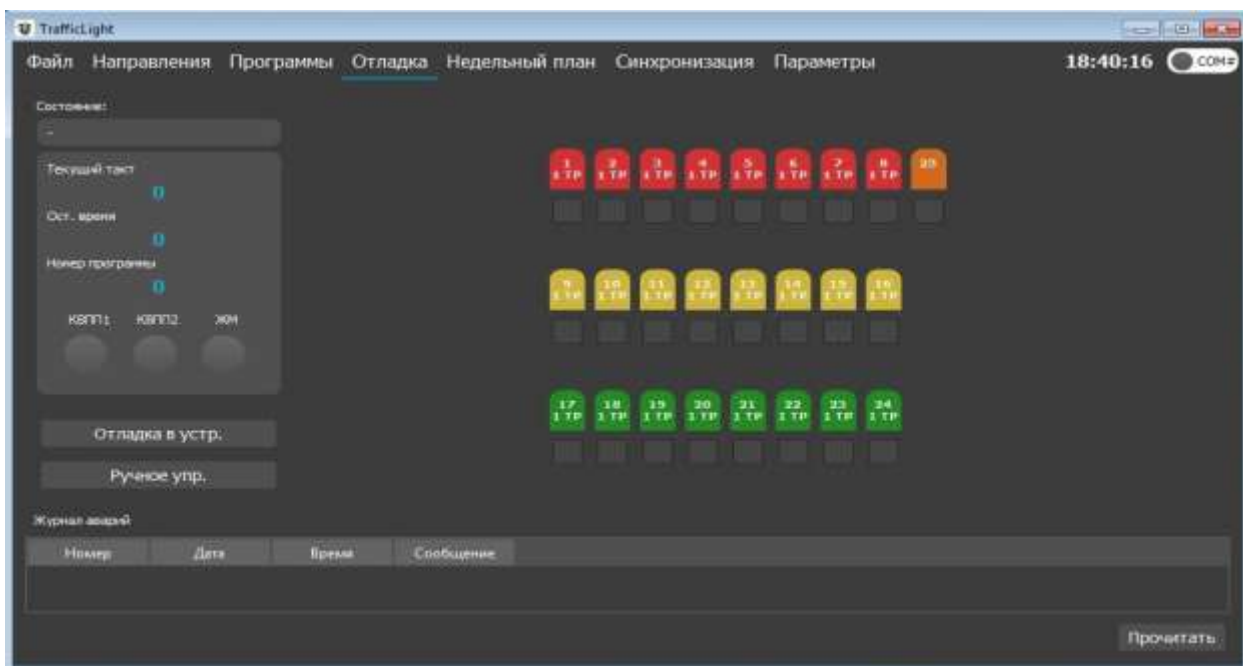 TrafficLight
Файл Направления Программы Отладка Недельный план Синхронизация Параметры 18:40:16 COM#
Состояние:
-
Текущий такт
0
Ост. время
0
Номер программы
0
КВПП1 КВПП2 ЖМ
Отладка в устр.
Ручное упр.
1 2 3 4 5 6 7 8 25
1 ТР 1 ТР 1 ТР 1 ТР 1 ТР 1 ТР 1 ТР 1 ТР
9 10 11 12 13 14 15 16
1 ТР 1 ТР 1 ТР 1 ТР 1 ТР 1 ТР 1 ТР 1 ТР
17 18 19 20 21 22 23 24
1 ТР 1 ТР 1 ТР 1 ТР 1 ТР 1 ТР 1 ТР 1 ТР
Журнал аварий
Номер Дата Время Сообщение
Прочитать